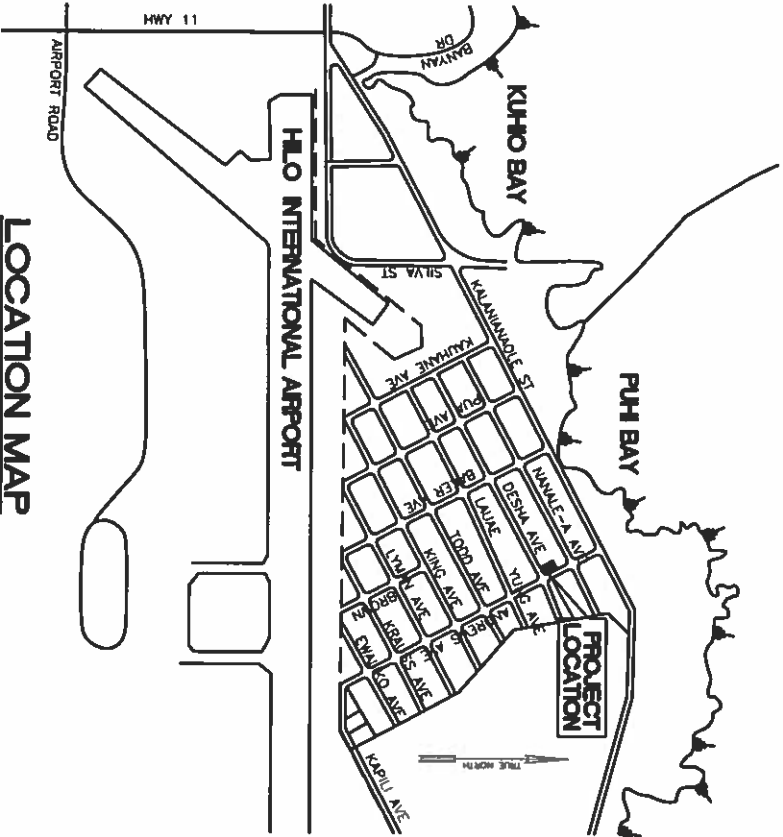 HWY 11
AIRPORT ROAD
BANYAN
DR
KUHIO BAY
HILO INTERNATIONAL AIRPORT
SILVA ST
KALANIANAOLE ST
KAUHANE AVE
PUA AVE
BAKER AVE
PUHI BAY
NANALE-A AVE
DESHA AVE
LAUAE
YUNG AVE
TODD AVE
KING AVE
LYMAN AVE
BROWN
ANDREWS AVE
KRAUSS AVE
EWALIKO AVE
KAPILI AVE
PROJECT
LOCATION
TRUE NORTH
LOCATION MAP